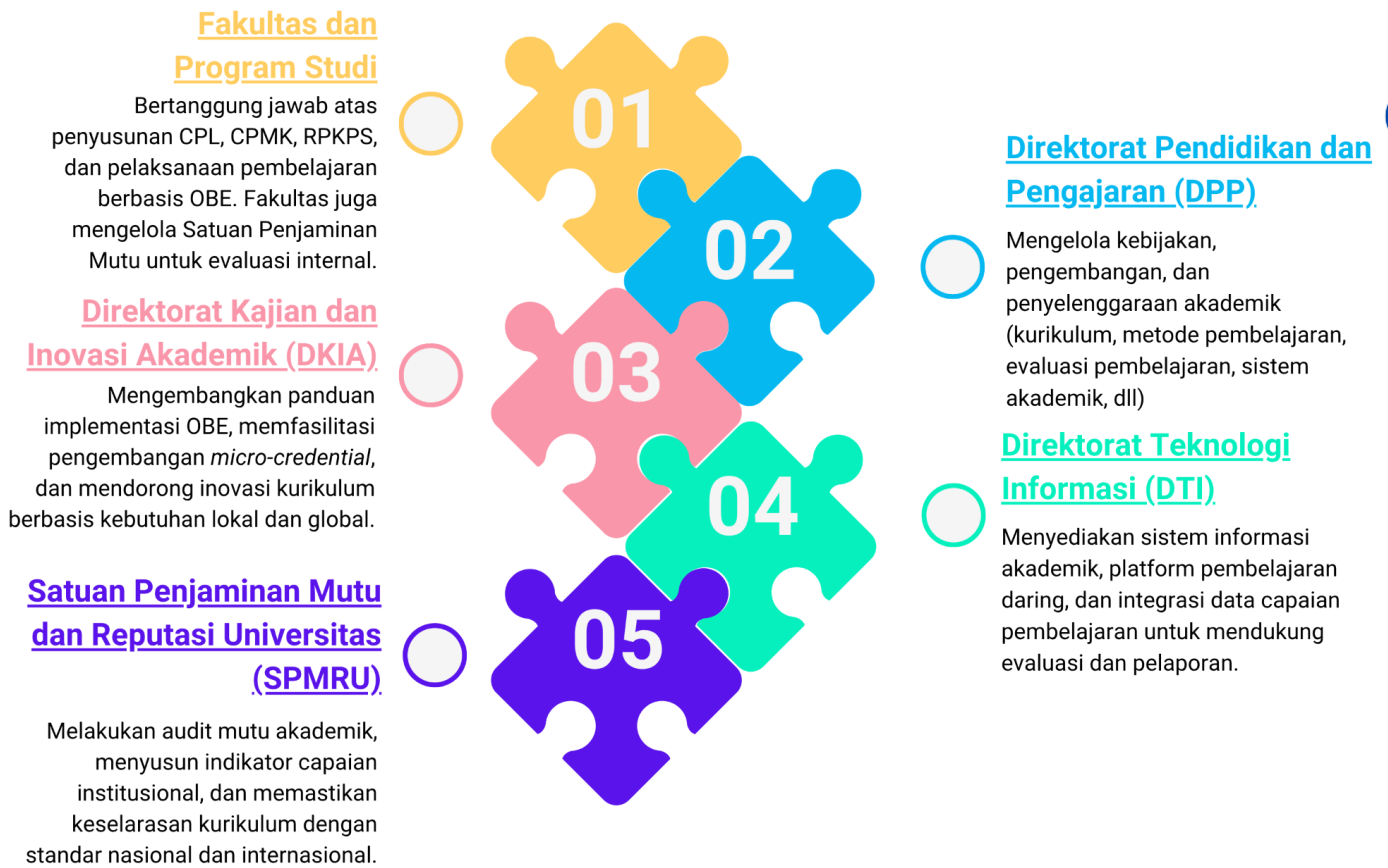 Fakultas dan
Program Studi
Bertanggung jawab atas
penyusunan CPL, CPMK, RPKPS,
dan pelaksanaan pembelajaran
berbasis OBE. Fakultas juga
mengelola Satuan Penjaminan
Mutu untuk evaluasi internal.
01
Direktorat Pendidikan dan
Pengajaran (DPP)
Mengelola kebijakan,
pengembangan, dan
penyelenggaraan akademik
(kurikulum, metode pembelajaran,
evaluasi pembelajaran, sistem
akademik, dll)
02
Direktorat Kajian dan
Inovasi Akademik (DKIA)
Mengembangkan panduan
implementasi OBE, memfasilitasi
pengembangan micro-credential,
dan mendorong inovasi kurikulum
berbasis kebutuhan lokal dan global.
03
Direktorat Teknologi
Informasi (DTI)
Menyediakan sistem informasi
akademik, platform pembelajaran
daring, dan integrasi data capaian
pembelajaran untuk mendukung
evaluasi dan pelaporan.
04
Satuan Penjaminan Mutu
dan Reputasi Universitas
(SPMRU)
Melakukan audit mutu akademik,
menyusun indikator capaian
institusional, dan memastikan
keselarasan kurikulum dengan
standar nasional dan internasional.
05